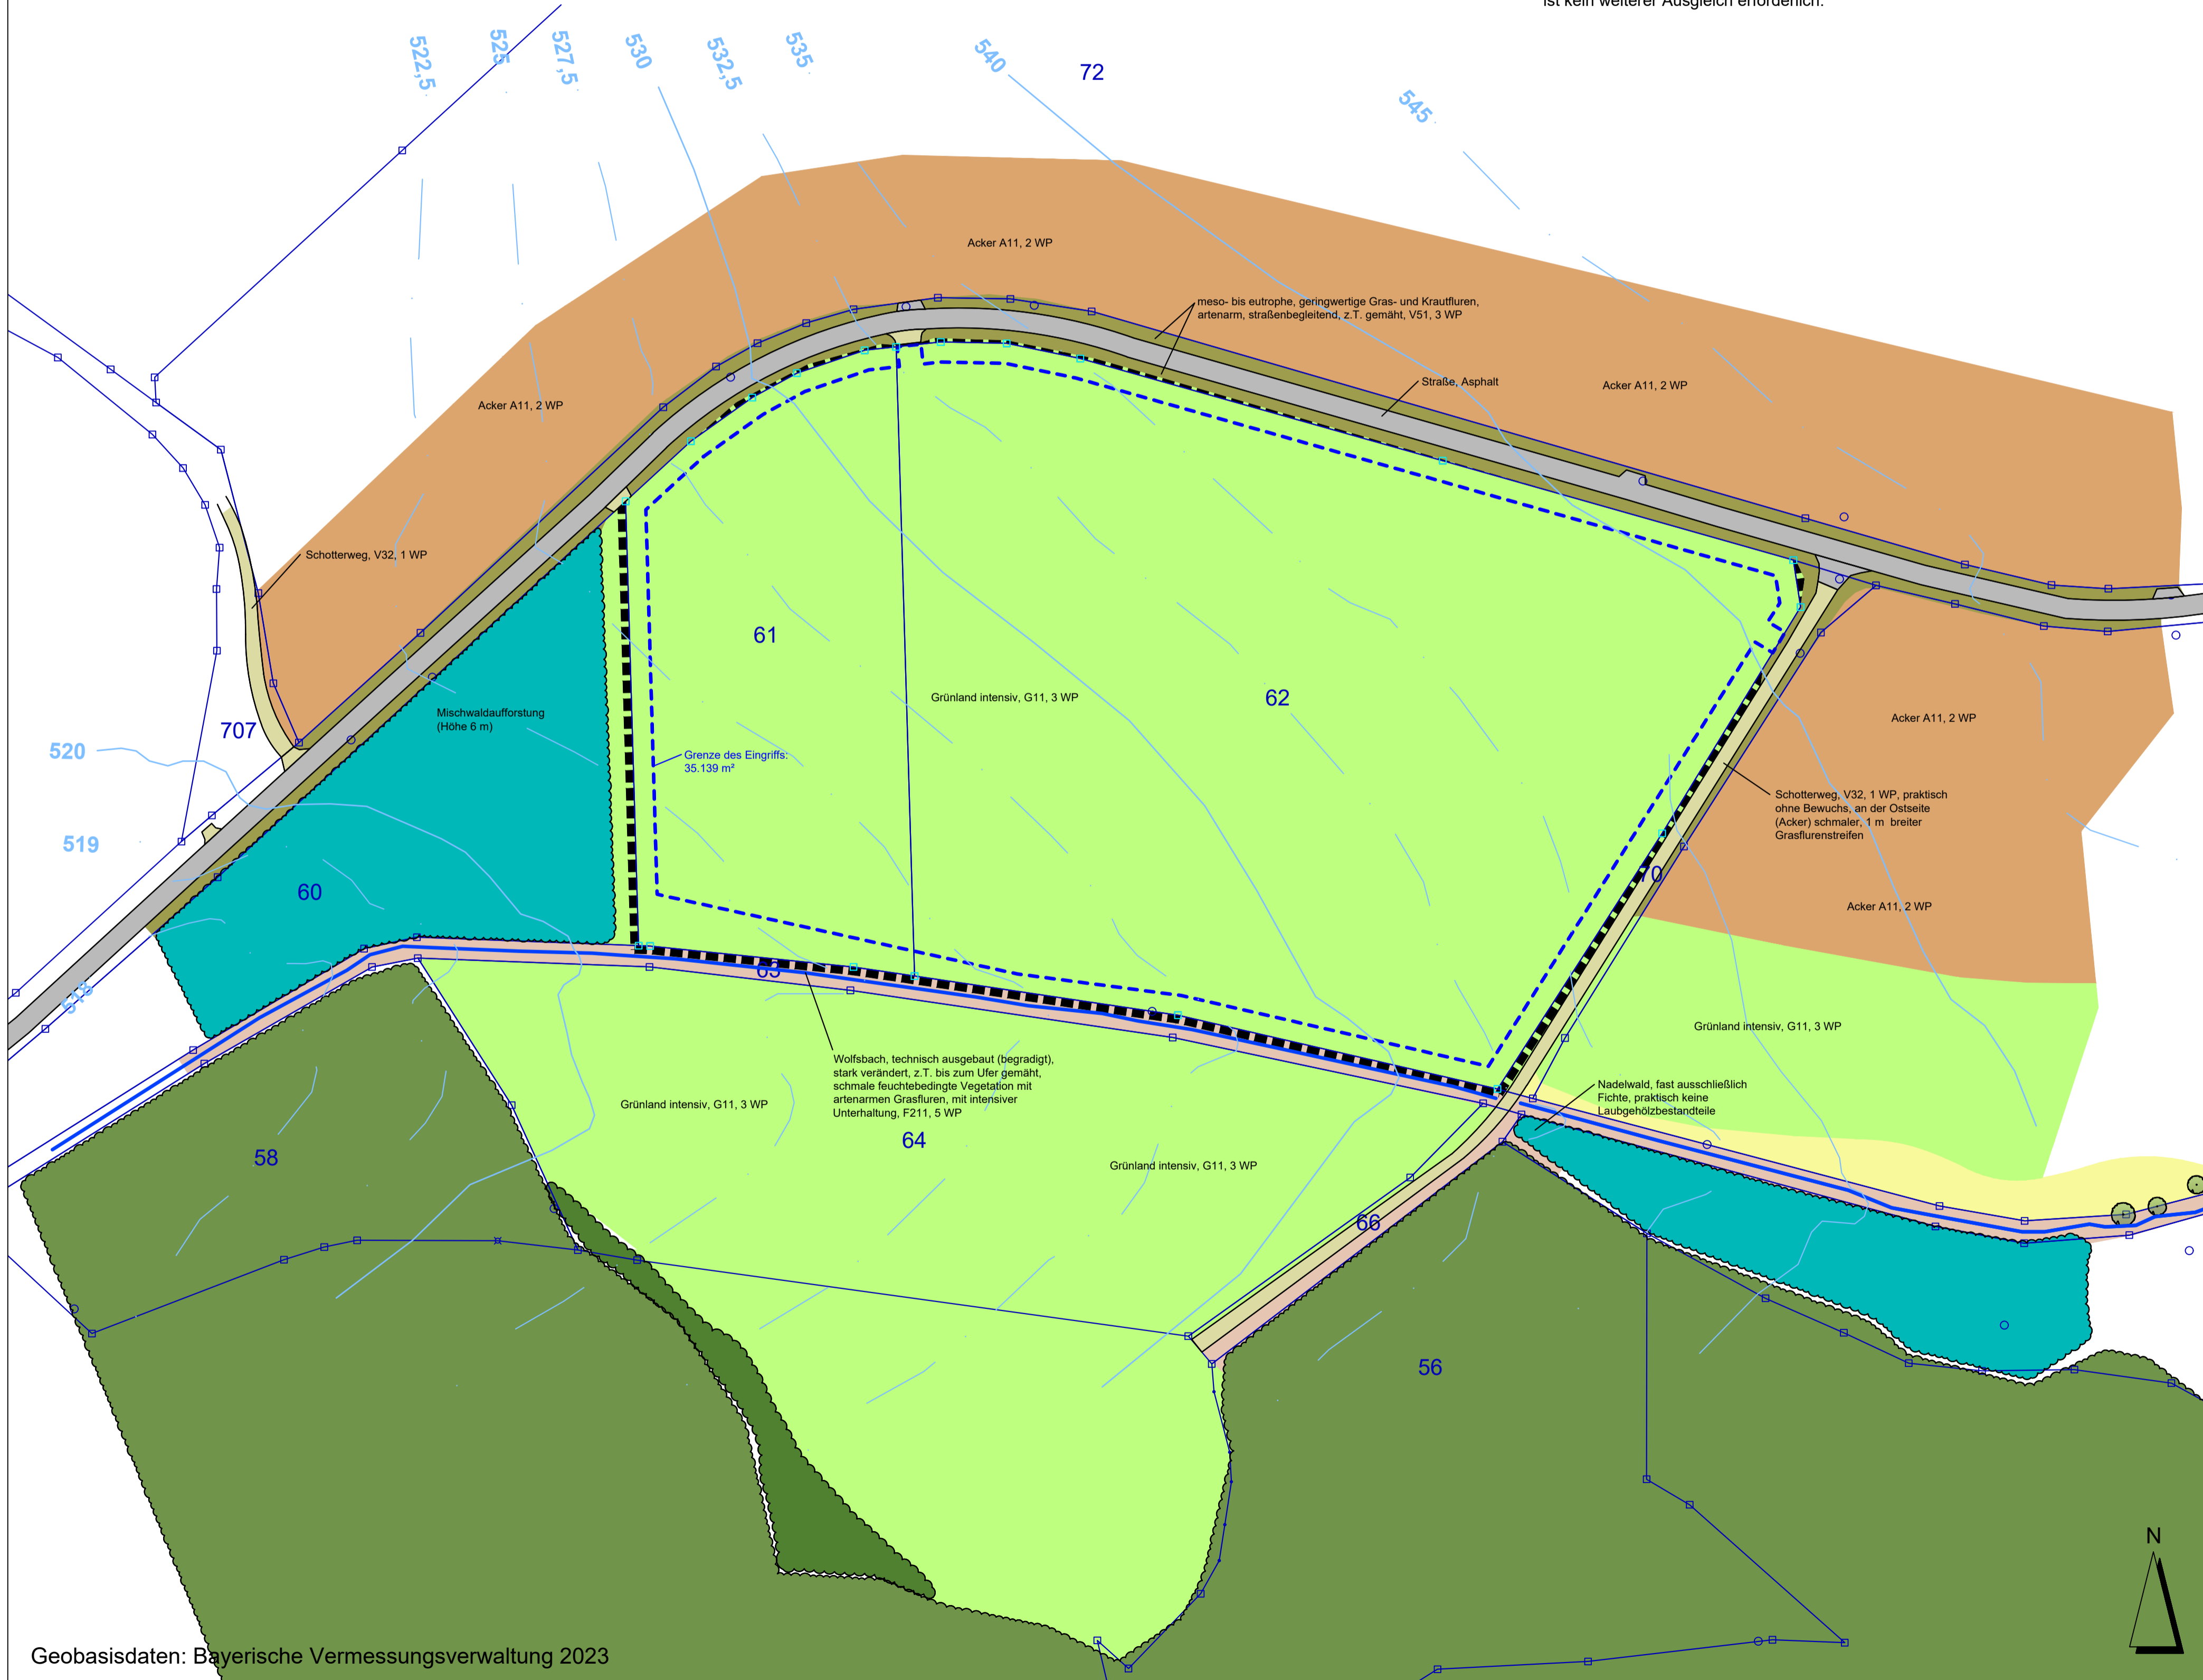 ist kein weiterer Ausgleich erforderlich.
522,5
525
527,5
530
532,5
535
540
72
545
Acker A11, 2 WP
meso- bis eutrophe, geringwertige Gras- und Krautfluren,
artenarm, straßenbegleitend, z.T. gemäht, V51, 3 WP
Straße, Asphalt
Acker A11, 2 WP
Acker A11, 2 WP
Schotterweg, V32, 1 WP
61
62
Grünland intensiv, G11, 3 WP
Mischwaldaufforstung
(Höhe 6 m)
707
520
Grenze des Eingriffs:
35.139 m²
Acker A11, 2 WP
Schotterweg, V32, 1 WP, praktisch
ohne Bewuchs, an der Ostseite
(Acker) schmaler, 1 m breiter
Grasflurenstreifen
519
60
70
Acker A11, 2 WP
63
518
Grünland intensiv, G11, 3 WP
Wolfsbach, technisch ausgebaut (begradigt),
stark verändert, z.T. bis zum Ufer gemäht,
schmale feuchtebedingte Vegetation mit
artenarmen Grasfluren, mit intensiver
Unterhaltung, F211, 5 WP
Nadelwald, fast ausschließlich
Fichte, praktisch keine
Laubgehölzbestandteile
Grünland intensiv, G11, 3 WP
64
58
Grünland intensiv, G11, 3 WP
66
56
N
Geobasisdaten: Bayerische Vermessungsverwaltung 2023